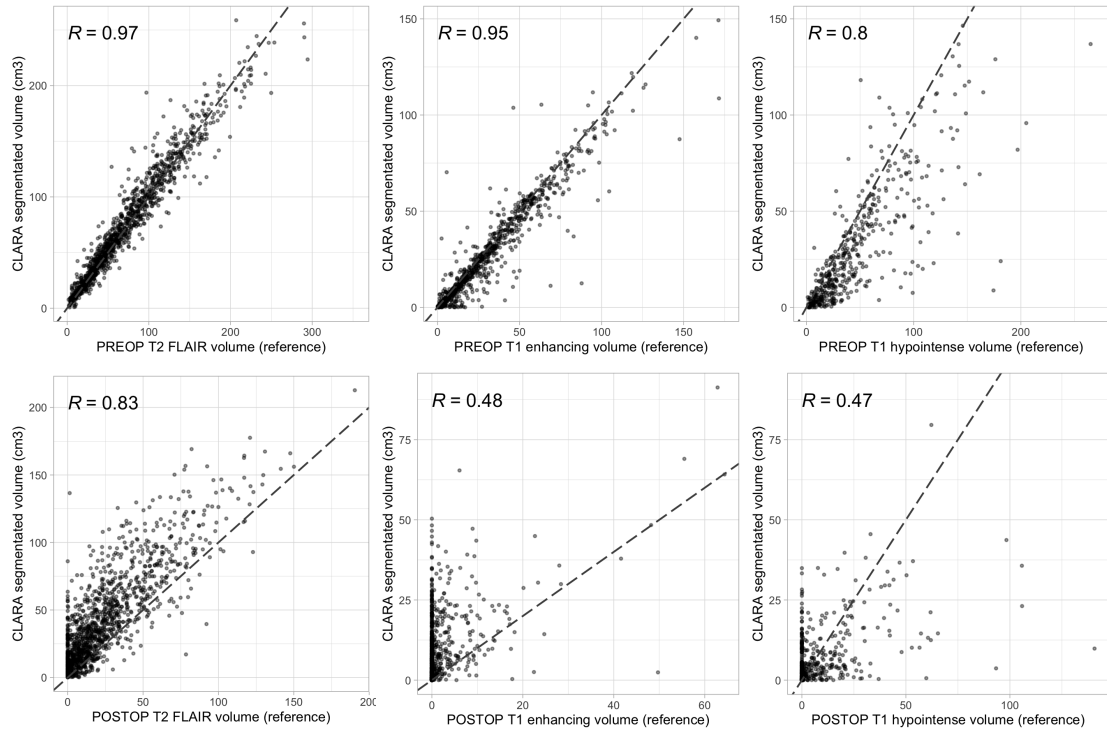 R = 0.97
200
100
0
0
100
200
300
CLARA segmentated volume (cm3)
PREOP T2 FLAIR volume (reference)
R = 0.95
150
100
50
0
0
50
100
150
CLARA segmentated volume (cm3)
PREOP T1 enhancing volume (reference)
R = 0.8
150
100
50
0
0
100
200
CLARA segmentated volume (cm3)
PREOP T1 hypointense volume (reference)
R = 0.83
200
150
100
50
0
0
50
100
150
200
CLARA segmentated volume (cm3)
POSTOP T2 FLAIR volume (reference)
R = 0.48
75
50
25
0
0
20
40
60
CLARA segmentated volume (cm3)
POSTOP T1 enhancing volume (reference)
R = 0.47
75
50
25
0
0
50
100
CLARA segmentated volume (cm3)
POSTOP T1 hypointense volume (reference)